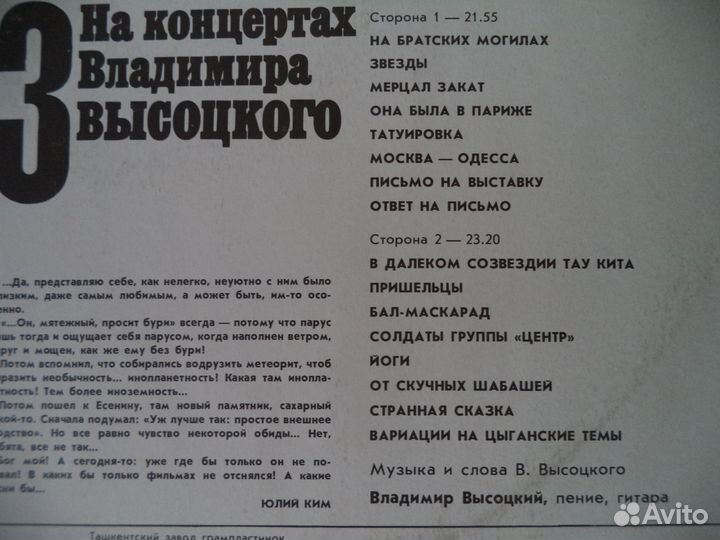 3
На концертах
Владимира
ВЫСОЦКОГО
...Да, представляю себе, как нелегко, неуютно с ним было
даже самым любимым, а может быть, им-то осо-
енно.
«...Он, мятежный, просит бури» всегда — потому что парус
тогда и ощущает себя парусом, когда наполнен ветром,
и мощен, как же ему без бури!
Потом вспомнил, что собирались водрузить метеорит, чтоб
необычность... инопланетность! Какая там инопла-
Тем более иноземность...
Потом пошел к Есенину, там новый памятник, сахарный
Сначала подумал: «Уж лучше так: простое внешнее
Но все равно чувство некоторой обиды... Нет,
все не так...
мой! А сегодня-то: уже где бы только он не по-
В каких бы только фильмах не отснялся! А какие
бы...
ЮЛИЙ КИМ
Сторона 1 — 21.55
НА БРАТСКИХ МОГИЛАХ
ЗВЕЗДЫ
МЕРЦАЛ ЗАКАТ
ОНА БЫЛА В ПАРИЖЕ
ТАТУИРОВКА
МОСКВА — ОДЕССА
ПИСЬМО НА ВЫСТАВКУ
ОТВЕТ НА ПИСЬМО
Сторона 2 — 23.20
В ДАЛЕКОМ СОЗВЕЗДИИ ТАУ КИТА
ПРИШЕЛЬЦЫ
БАЛ-МАСКАРАД
СОЛДАТЫ ГРУППЫ «ЦЕНТР»
ЙОГИ
ОТ СКУЧНЫХ ШАБАШЕЙ
СТРАННАЯ СКАЗКА
ВАРИАЦИИ НА ЦЫГАНСКИЕ ТЕМЫ
Музыка и слова В. Высоцкого
Владимир Высоцкий, пение, гитара
Ташкентский завод грампластинок
Avito